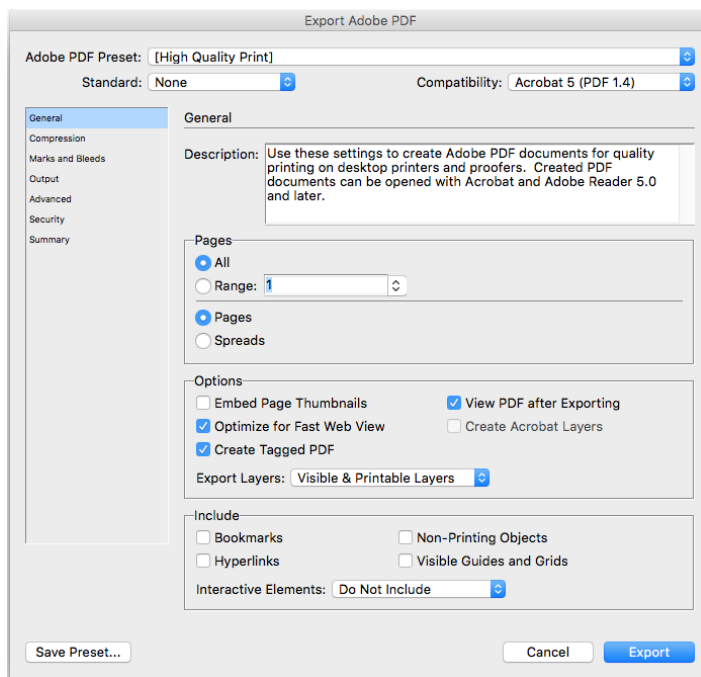 Export Adobe PDF
Adobe PDF Preset: [High Quality Print]
Standard: None
Compatibility: Acrobat 5 (PDF 1.4)
General
Compression
Marks and Bleeds
Output
Advanced
Security
Summary
General
Description: Use these settings to create Adobe PDF documents for quality
printing on desktop printers and proofers.  Created PDF
documents can be opened with Acrobat and Adobe Reader 5.0
and later.
Pages
All
Range: 1
Pages
Spreads
Options
Embed Page Thumbnails
View PDF after Exporting
Optimize for Fast Web View
Create Acrobat Layers
Create Tagged PDF
Export Layers: Visible & Printable Layers
Include
Bookmarks
Non-Printing Objects
Hyperlinks
Visible Guides and Grids
Interactive Elements: Do Not Include
Save Preset...
Cancel
Export